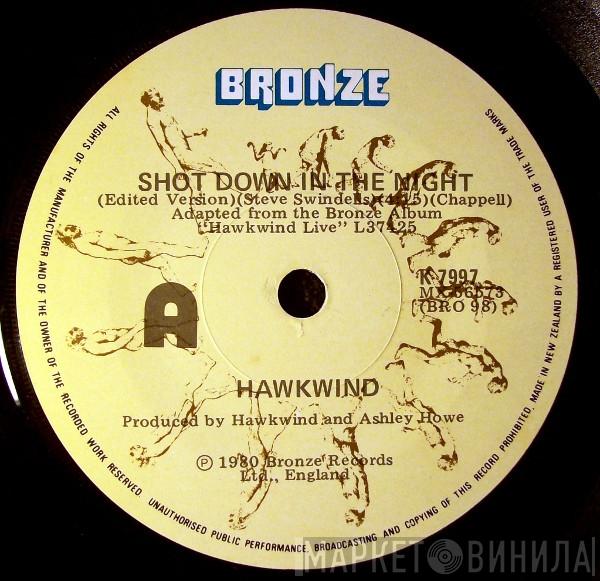 BRONZE
SHOT DOWN IN THE NIGHT
(Edited Version)(Steve Swindells)(4.15)(Chappell)
Adapted from the Bronze Album
"Hawkwind Live" L37425
K 7997
MX 56573
(BRO 98)
A
HAWKWIND
Produced by Hawkwind and Ashley Howe
℗ 1980 Bronze Records
Ltd., England
ALL RIGHTS OF THE MANUFACTURER AND OF THE OWNER OF THE RECORDED WORK RESERVED. UNAUTHORISED PUBLIC PERFORMANCE, BROADCASTING AND COPYING OF THIS RECORD PROHIBITED. MADE IN NEW ZEALAND BY A REGISTERED USER OF THE TRADE MARKS
МАРКЕТ ВИНИЛА